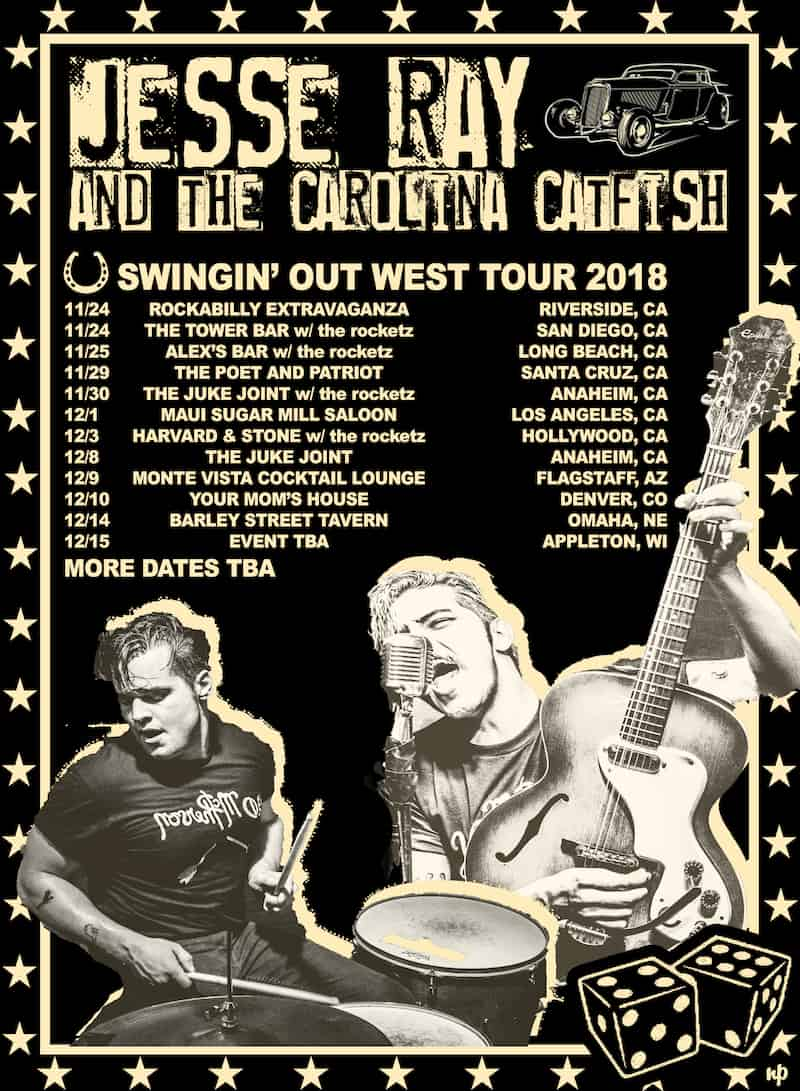 JESSE RAY
AND THE CAROLINA CATFISH
SWINGIN' OUT WEST TOUR 2018
11/24 ROCKABILLY EXTRAVAGANZA RIVERSIDE, CA
11/24 THE TOWER BAR w/ the rocketz SAN DIEGO, CA
11/25 ALEX'S BAR w/ the rocketz LONG BEACH, CA
11/29 THE POET AND PATRIOT SANTA CRUZ, CA
11/30 THE JUKE JOINT w/ the rocketz ANAHEIM, CA
12/1 MAUI SUGAR MILL SALOON LOS ANGELES, CA
12/3 HARVARD & STONE w/ the rocketz HOLLYWOOD, CA
12/8 THE JUKE JOINT ANAHEIM, CA
12/9 MONTE VISTA COCKTAIL LOUNGE FLAGSTAFF, AZ
12/10 YOUR MOM'S HOUSE DENVER, CO
12/14 BARLEY STREET TAVERN OMAHA, NE
12/15 EVENT TBA APPLETON, WI
MORE DATES TBA
Epiphone
np